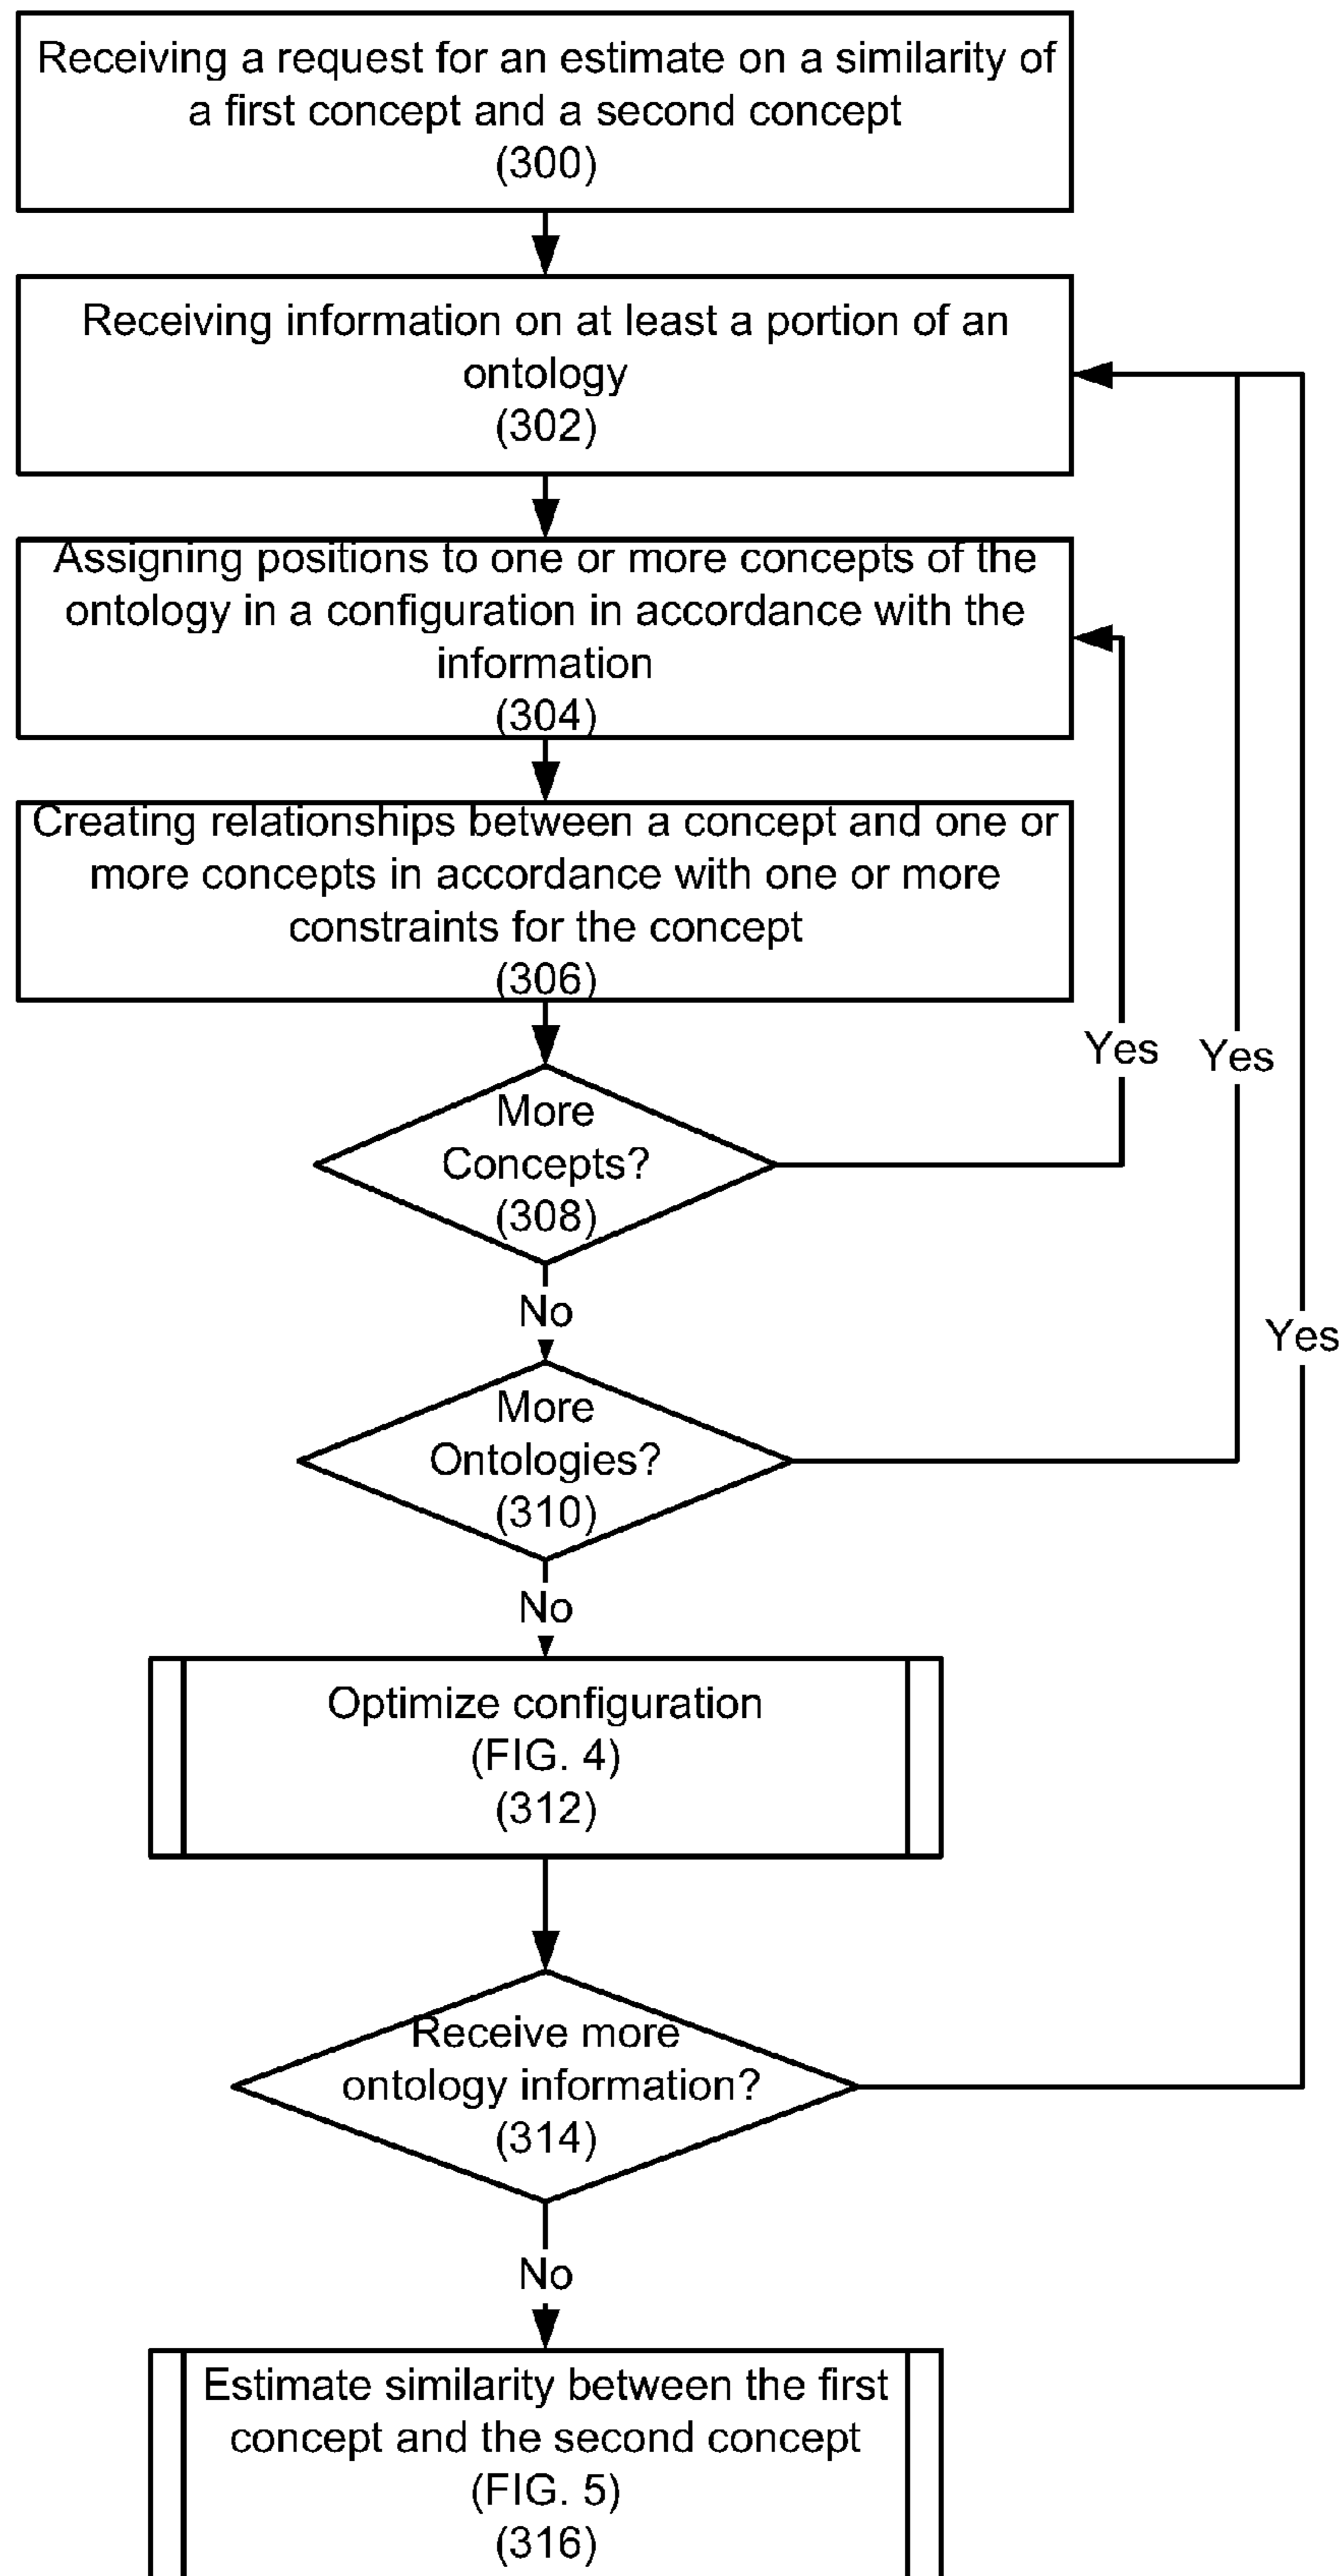 Receiving a request for an estimate on a similarity of
a first concept and a second concept
(300)
Receiving information on at least a portion of an
ontology
(302)
Assigning positions to one or more concepts of the
ontology in a configuration in accordance with the
information
(304)
Creating relationships between a concept and one or
more concepts in accordance with one or more
constraints for the concept
(306)
Yes
Yes
More
Concepts?
(308)
No
Yes
More
Ontologies?
(310)
No
Optimize configuration
(FIG. 4)
(312)
Receive more
ontology information?
(314)
No
Estimate similarity between the first
concept and the second concept
(FIG. 5)
(316)